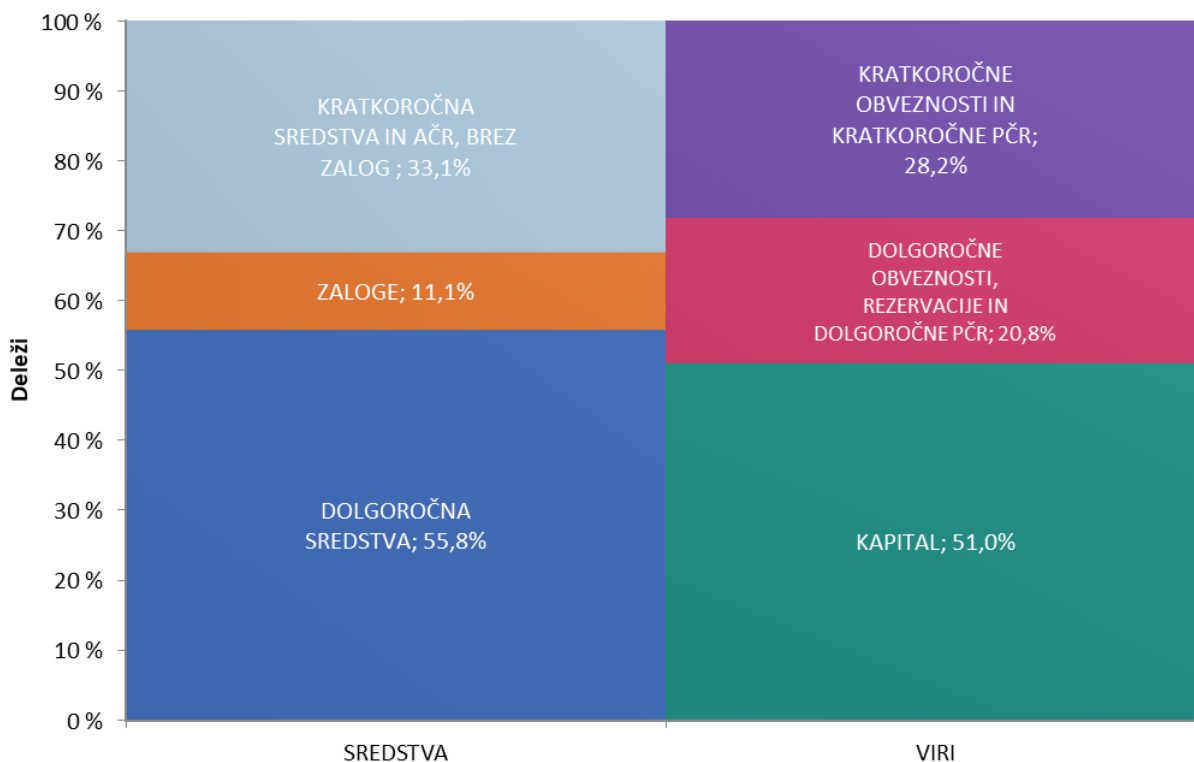 100 %
90 %
80 %
70 %
60 %
50 %
40 %
30 %
20 %
10 %
0 %
Deleži
KRATKOROČNA
SREDSTVA IN AČR, BREZ
ZALOG ; 33,1%
ZALOGE; 11,1%
DOLGOROČNA
SREDSTVA; 55,8%
KRATKOROČNE
OBVEZNOSTI IN
KRATKOROČNE PČR;
28,2%
DOLGOROČNE
OBVEZNOSTI,
REZERVACIJE IN
DOLGOROČNE PČR; 20,8%
KAPITAL; 51,0%
SREDSTVA
VIRI